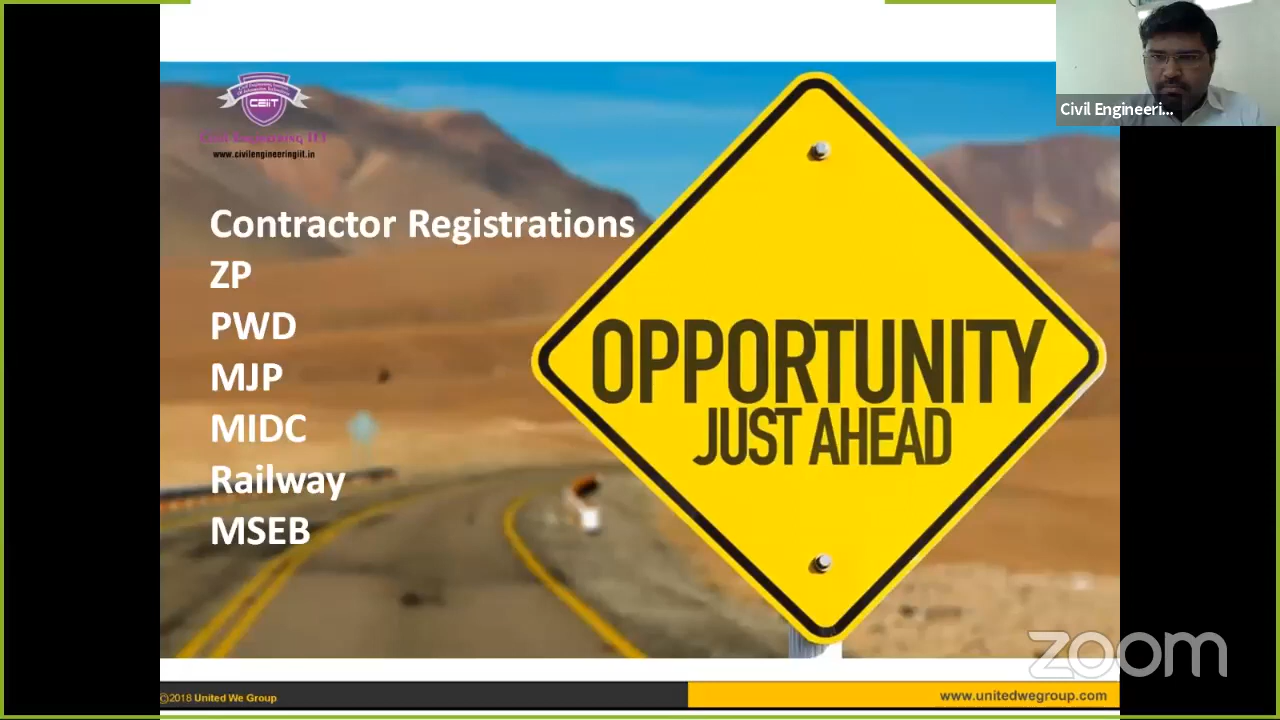 CEIIT
www.civilengineeringiit.in
Civil Engineeri...
Contractor Registrations
ZP
PWD
MJP
MIDC
Railway
MSEB
OPPORTUNITY
JUST AHEAD
zoom
©2018 United We Group
www.unitedwegroup.com